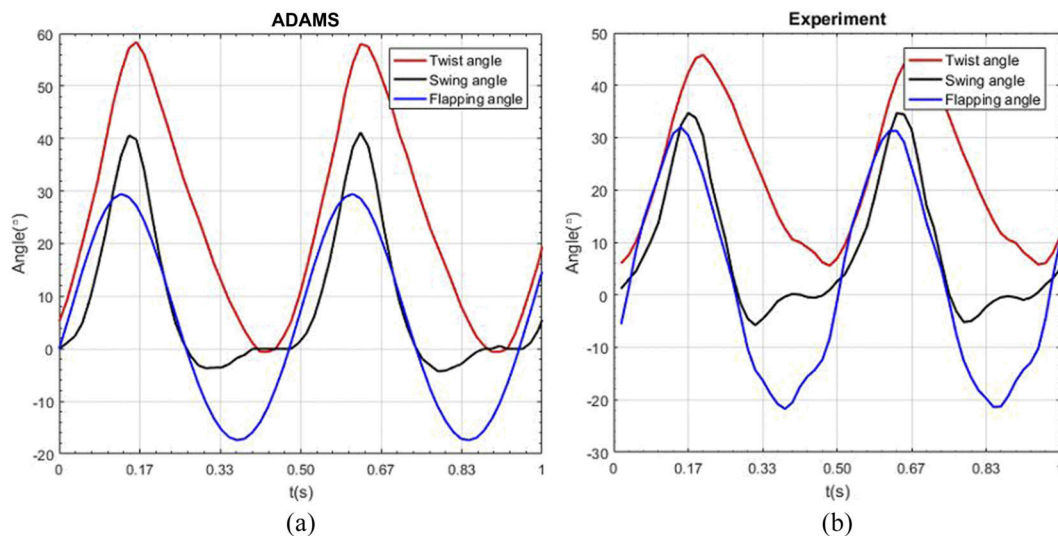 ADAMS
60
50
40
30
20
10
0
-10
-20
Angle(°)
Twist angle
Swing angle
Flapping angle
0 0.17 0.33 0.50 0.67 0.83 1
t(s)
(a)
Experiment
50
40
30
20
10
0
-10
-20
-30
Angle(°)
Twist angle
Swing angle
Flapping angle
0 0.17 0.33 0.50 0.67 0.83 1
t(s)
(b)